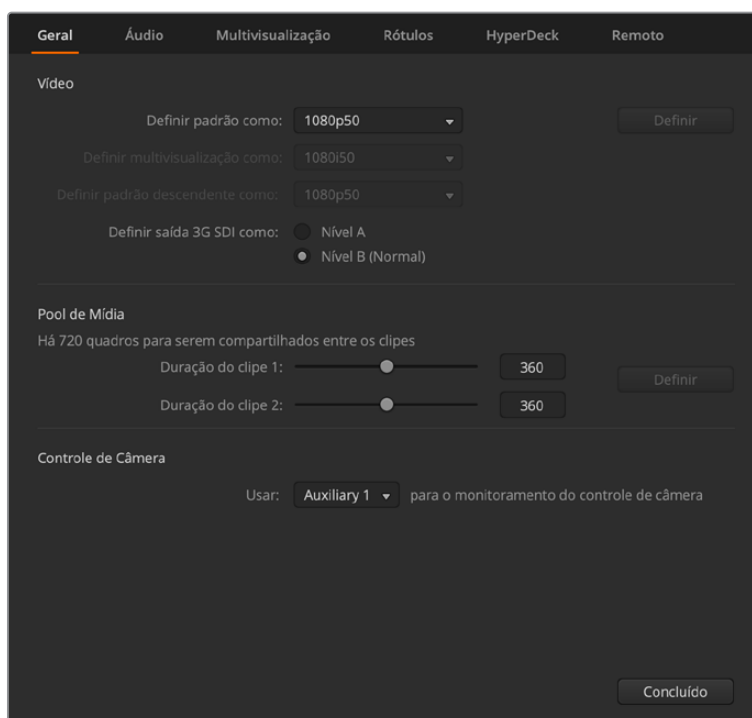 Geral Áudio Multivisualização Rótulos HyperDeck Remoto
Vídeo
Definir padrão como: 1080p50 Definir
Definir multivisualização como: 1080i50
Definir padrão descendente como: 1080p50
Definir saída 3G SDI como: Nível A
Nível B (Normal)
Pool de Mídia
Há 720 quadros para serem compartilhados entre os clipes
Duração do clipe 1: 360
Definir
Duração do clipe 2: 360
Controle de Câmera
Usar: Auxiliary 1 para o monitoramento do controle de câmera
Concluído